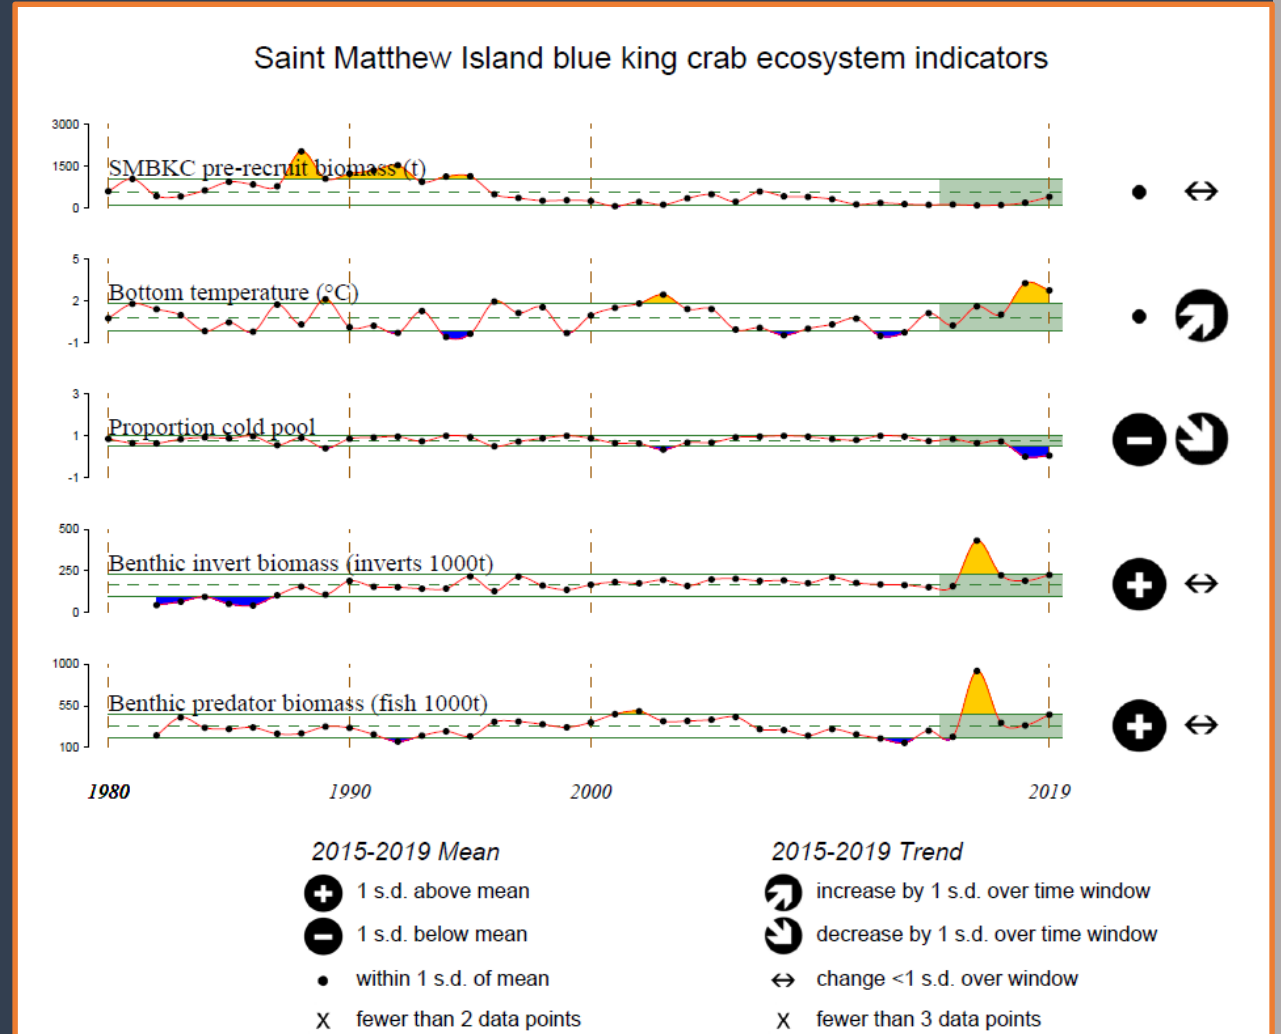 Saint Matthew Island blue king crab ecosystem indicators
3000
1500
0
SMBKC pre-recruit biomass (t)
5
2
-1
Bottom temperature (°C)
3
1
-1
Proportion cold pool
500
250
0
Benthic invert biomass (inverts 1000t)
1000
550
100
Benthic predator biomass (fish 1000t)
1980 1990 2000 2019
2015-2019 Mean
1 s.d. above mean
1 s.d. below mean
within 1 s.d. of mean
X fewer than 2 data points
2015-2019 Trend
increase by 1 s.d. over time window
decrease by 1 s.d. over time window
change <1 s.d. over window
X fewer than 3 data points